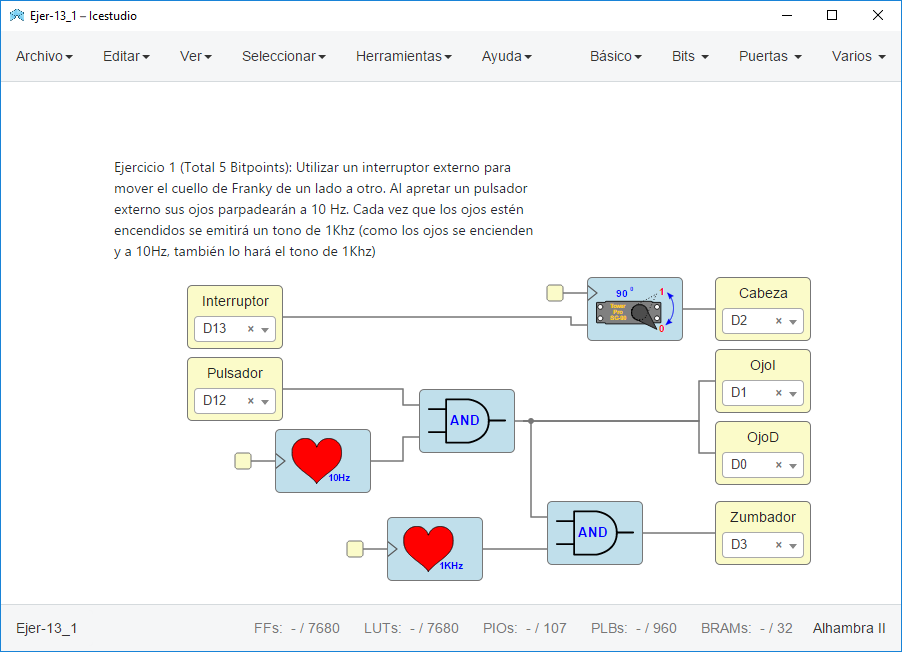 Ejer-13_1 – Icestudio
Archivo Editar Ver Seleccionar Herramientas Ayuda Básico Bits Puertas Varios
Ejercicio 1 (Total 5 Bitpoints): Utilizar un interruptor externo para
mover el cuello de Franky de un lado a otro. Al apretar un pulsador
externo sus ojos parpadearán a 10 Hz. Cada vez que los ojos estén
encendidos se emitirá un tono de 1Khz (como los ojos se encienden
y a 10Hz, también lo hará el tono de 1Khz)
Interruptor
D13 ×
90 º 1
Tower
Pro
SG-90
0
Cabeza
D2 ×
Pulsador
D12 ×
AND
OjoI
D1 ×
10Hz
OjoD
D0 ×
1KHz
AND
Zumbador
D3 ×
Ejer-13_1 FFs: - / 7680 LUTs: - / 7680 PIOs: - / 107 PLBs: - / 960 BRAMs: - / 32 Alhambra II